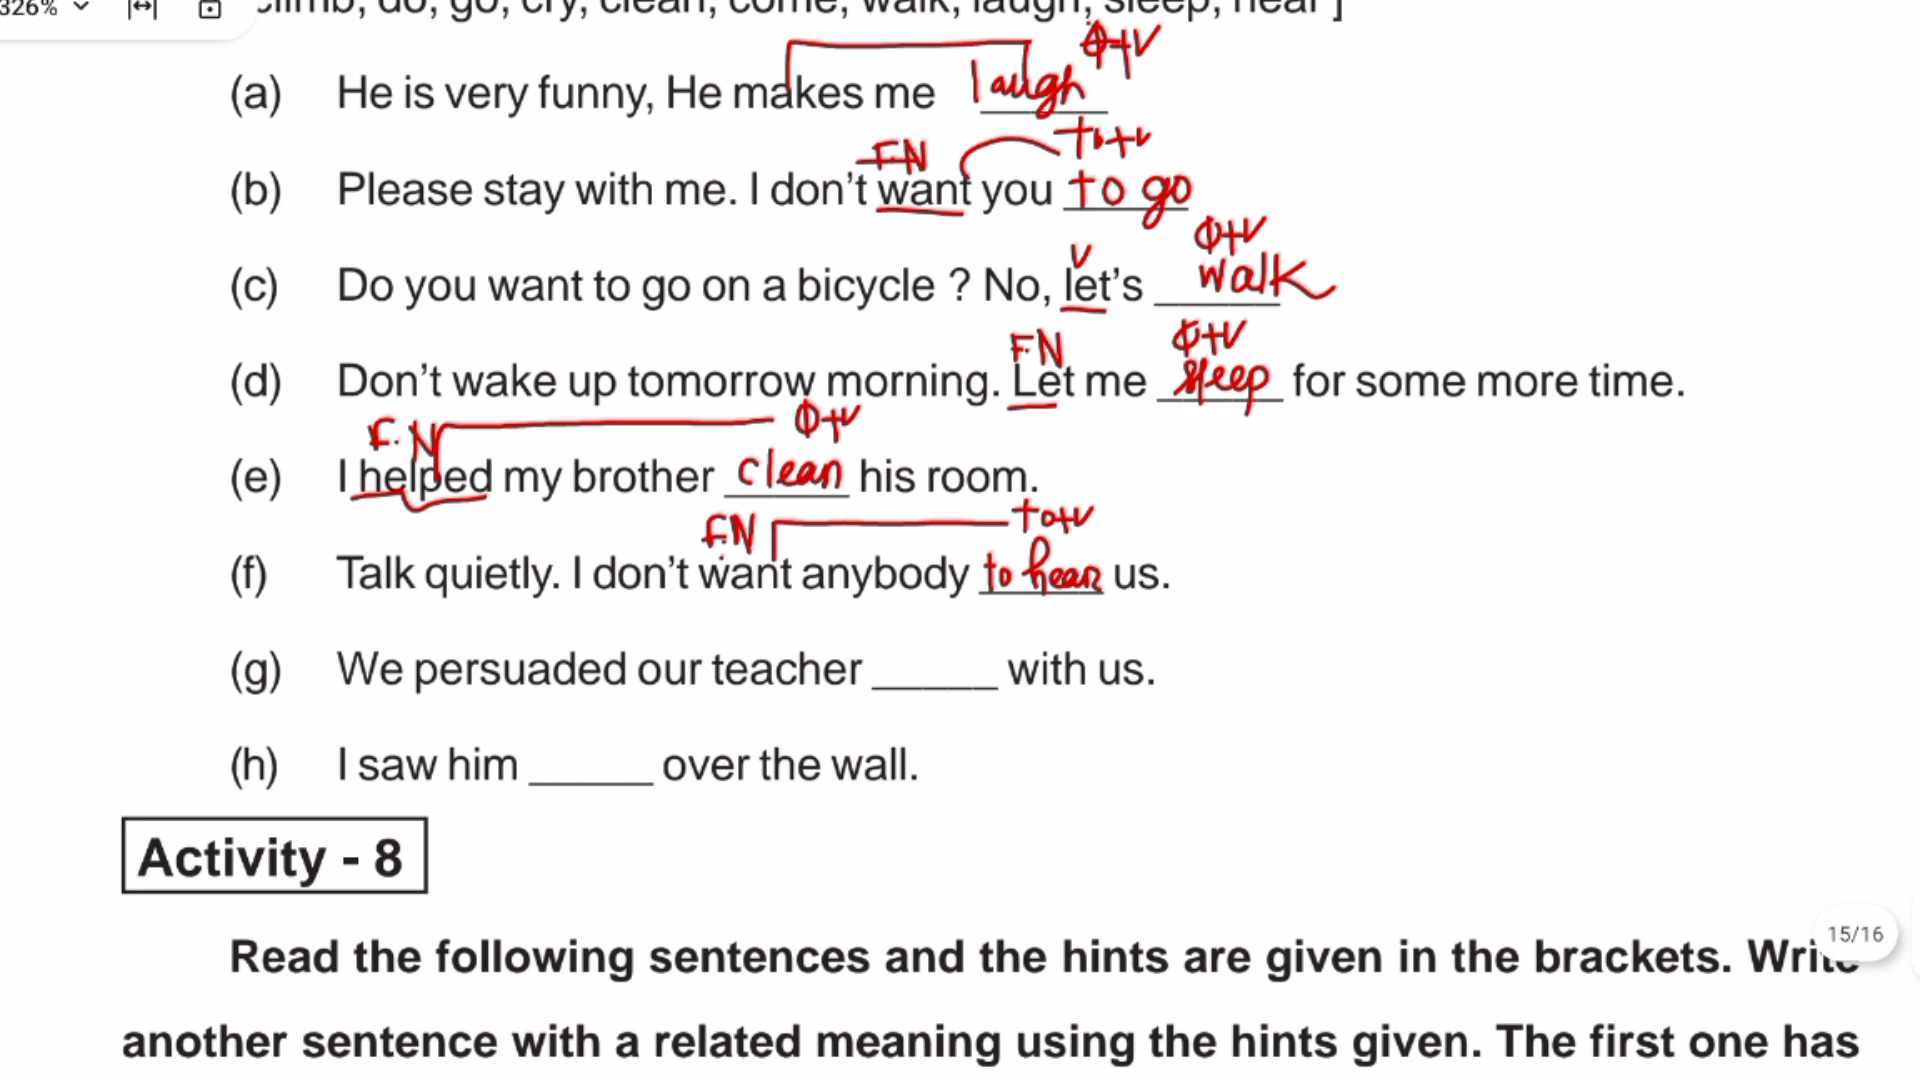 326%
climb, do, go, cry, clean, come, walk, laugh, sleep, hear ]
Φ+V
(a) He is very funny, He makes me laugh
F.N to+v
(b) Please stay with me. I don't want you to go
V Φ+V
(c) Do you want to go on a bicycle ? No, let's walk
F.N Φ+V
(d) Don't wake up tomorrow morning. Let me sleep for some more time.
F.N Φ+V
(e) I helped my brother clean his room.
F.N to+V
(f) Talk quietly. I don't want anybody to hear us.
(g) We persuaded our teacher _____ with us.
(h) I saw him _____ over the wall.
Activity - 8
15/16
Read the following sentences and the hints are given in the brackets. Write
another sentence with a related meaning using the hints given. The first one has